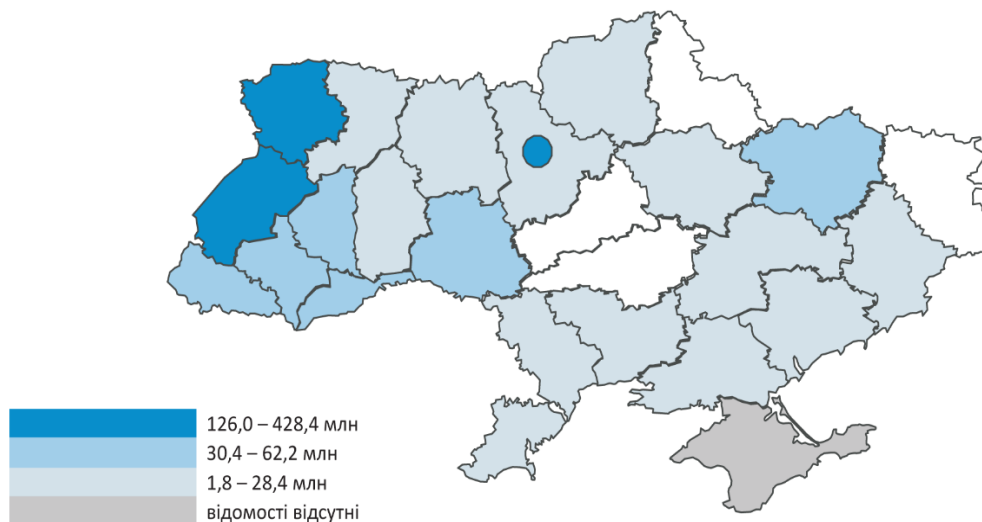 126,0 – 428,4 млн
30,4 – 62,2 млн
1,8 – 28,4 млн
відомості відсутні